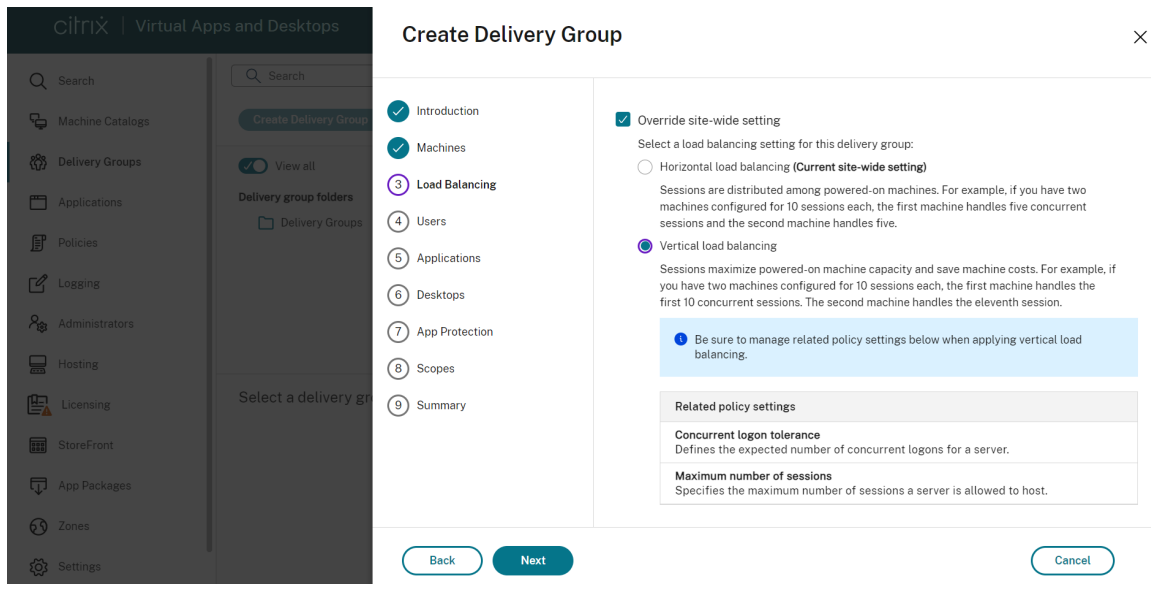 citrix | Virtual Apps and Desktops
Search
Machine Catalogs
Delivery Groups
Applications
Policies
Logging
Administrators
Hosting
Licensing
StoreFront
App Packages
Zones
Settings
Search
Create Delivery Group
View all
Delivery group folders
Delivery Groups
Select a delivery gr
Create Delivery Group
Introduction
Machines
3 Load Balancing
4 Users
5 Applications
6 Desktops
7 App Protection
8 Scopes
9 Summary
Override site-wide setting
Select a load balancing setting for this delivery group:
Horizontal load balancing (Current site-wide setting)
Sessions are distributed among powered-on machines. For example, if you have two
machines configured for 10 sessions each, the first machine handles five concurrent
sessions and the second machine handles five.
Vertical load balancing
Sessions maximize powered-on machine capacity and save machine costs. For example, if
you have two machines configured for 10 sessions each, the first machine handles the
first 10 concurrent sessions. The second machine handles the eleventh session.
Be sure to manage related policy settings below when applying vertical load
balancing.
Related policy settings
Concurrent logon tolerance
Defines the expected number of concurrent logons for a server.
Maximum number of sessions
Specifies the maximum number of sessions a server is allowed to host.
Back
Next
Cancel